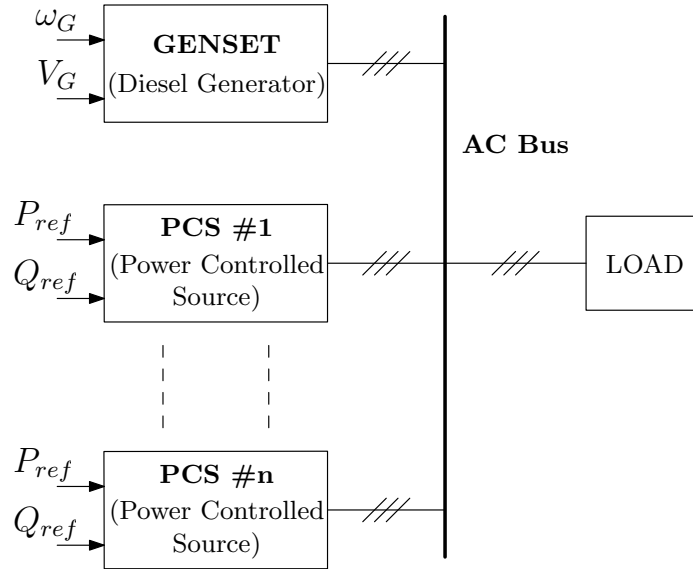 ω_G
GENSET
V_G
(Diesel Generator)
AC Bus
P_ref
PCS #1
(Power Controlled
Q_ref
Source)
LOAD
P_ref
PCS #n
(Power Controlled
Q_ref
Source)